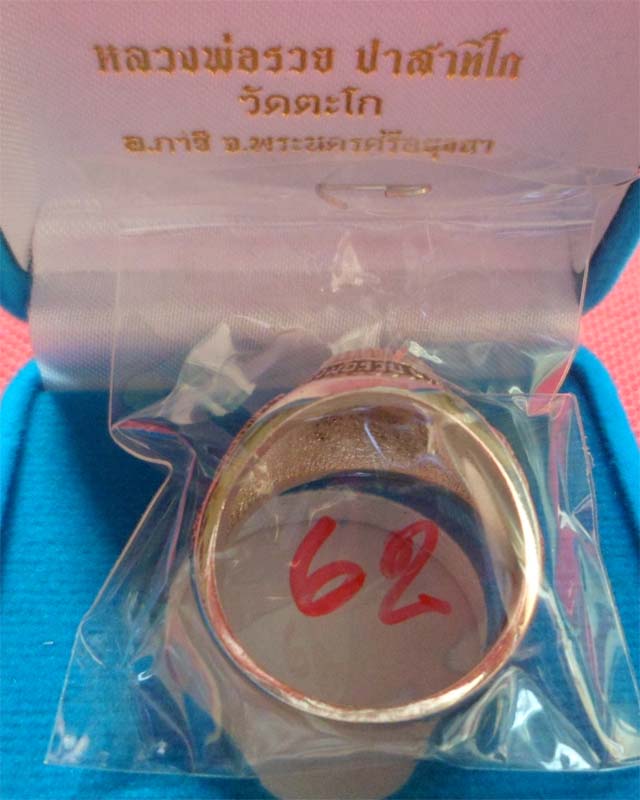 หลวงพ่อรวย ปาสาทิโก
วัดตะโก
อ.ภาชี จ.พระนครศรีอยุธยา
62